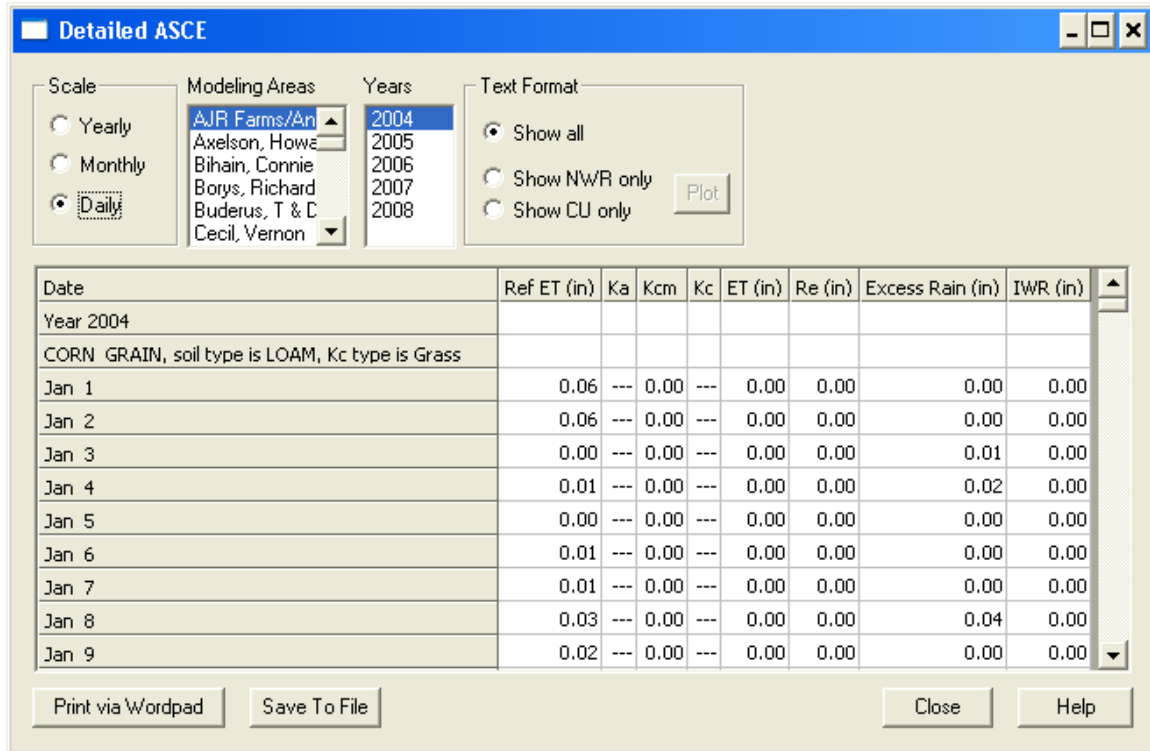 Detailed ASCE
Scale
Yearly
Monthly
Daily
Modeling Areas
AJR Farms/An
Axelson, Howa
Bihain, Connie
Borys, Richard
Buderus, T & D
Cecil, Vernon
Years
2004
2005
2006
2007
2008
Text Format
Show all
Show NWR only
Show CU only
Plot
Date Ref ET (in) Ka Kcm Kc ET (in) Re (in) Excess Rain (in) IWR (in)
Year 2004
CORN GRAIN, soil type is LOAM, Kc type is Grass
Jan 1 0.06 --- 0.00 --- 0.00 0.00 0.00 0.00
Jan 2 0.06 --- 0.00 --- 0.00 0.00 0.00 0.00
Jan 3 0.00 --- 0.00 --- 0.00 0.00 0.01 0.00
Jan 4 0.01 --- 0.00 --- 0.00 0.00 0.02 0.00
Jan 5 0.00 --- 0.00 --- 0.00 0.00 0.00 0.00
Jan 6 0.01 --- 0.00 --- 0.00 0.00 0.00 0.00
Jan 7 0.01 --- 0.00 --- 0.00 0.00 0.00 0.00
Jan 8 0.03 --- 0.00 --- 0.00 0.00 0.04 0.00
Jan 9 0.02 --- 0.00 --- 0.00 0.00 0.00 0.00
Print via Wordpad
Save To File
Close
Help